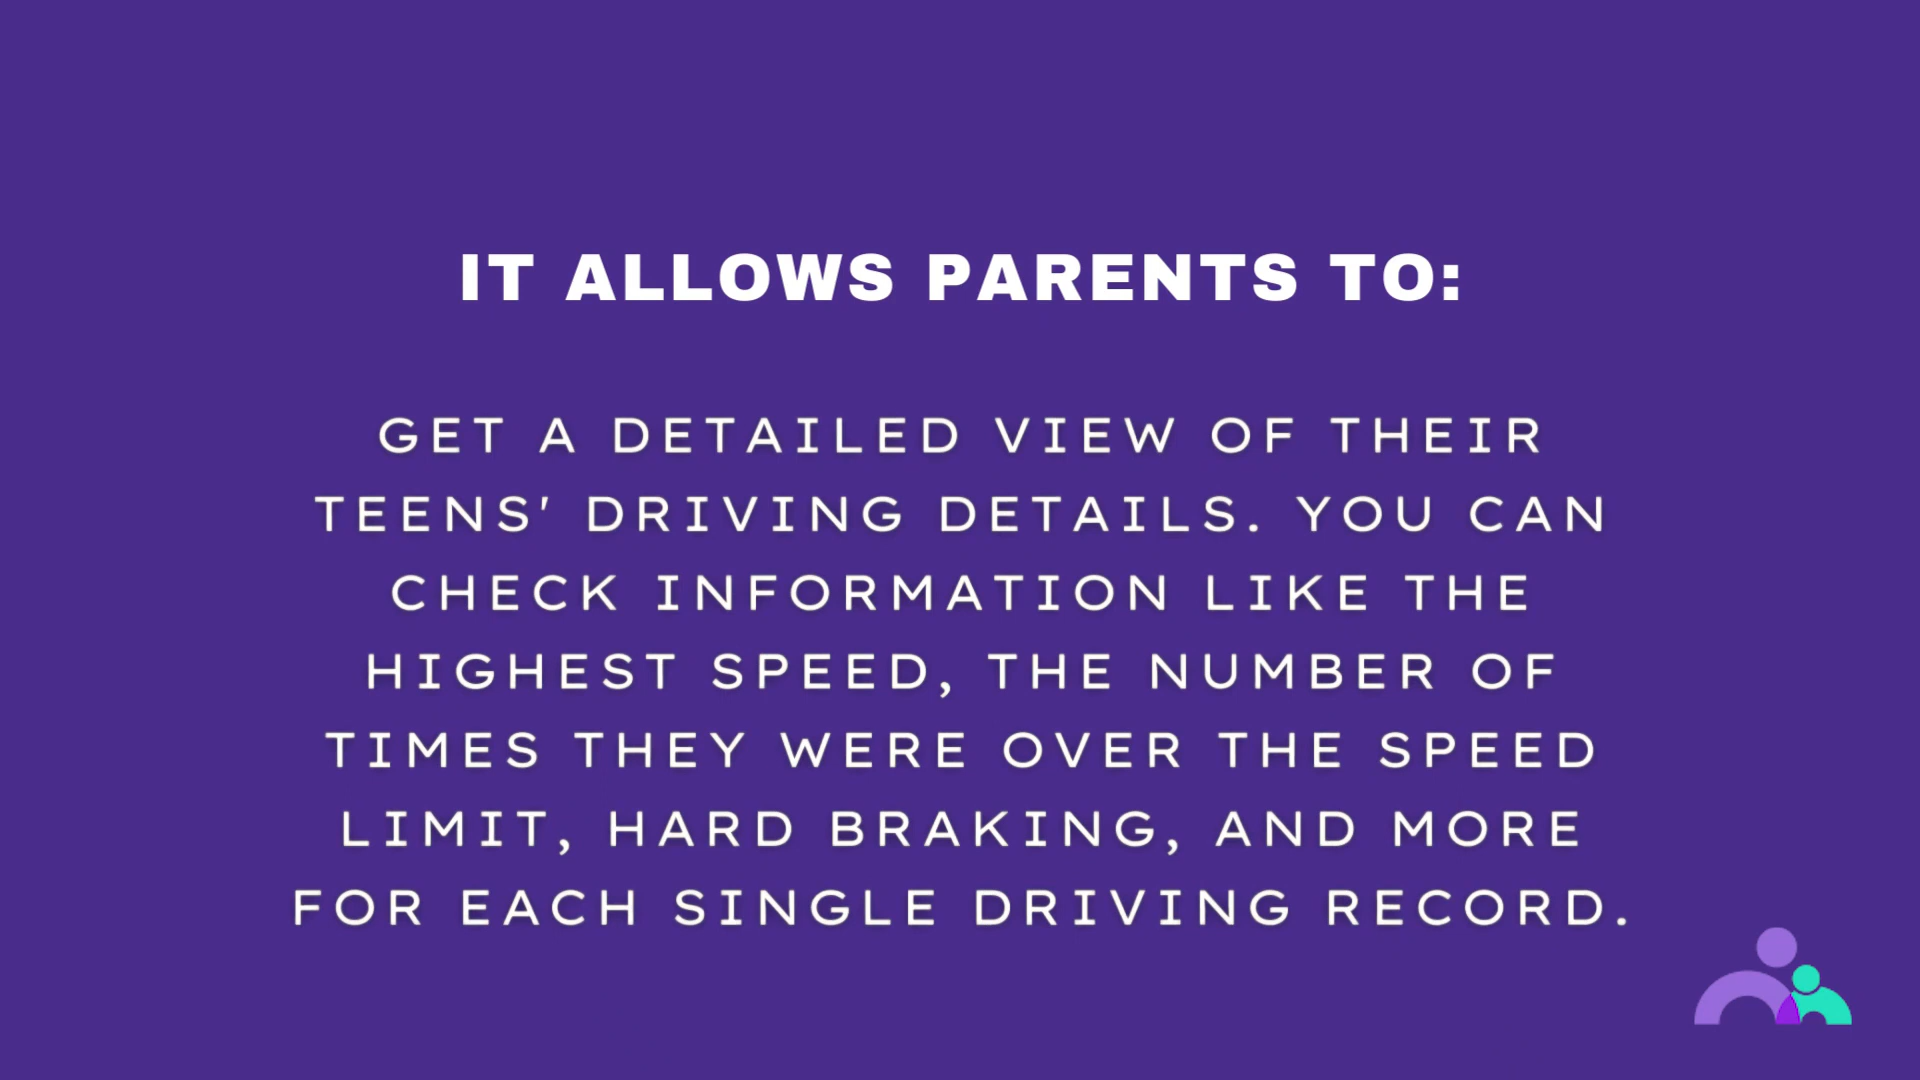 IT ALLOWS PARENTS TO:
GET A DETAILED VIEW OF THEIR
TEENS' DRIVING DETAILS. YOU CAN
CHECK INFORMATION LIKE THE
HIGHEST SPEED, THE NUMBER OF
TIMES THEY WERE OVER THE SPEED
LIMIT, HARD BRAKING, AND MORE
FOR EACH SINGLE DRIVING RECORD.